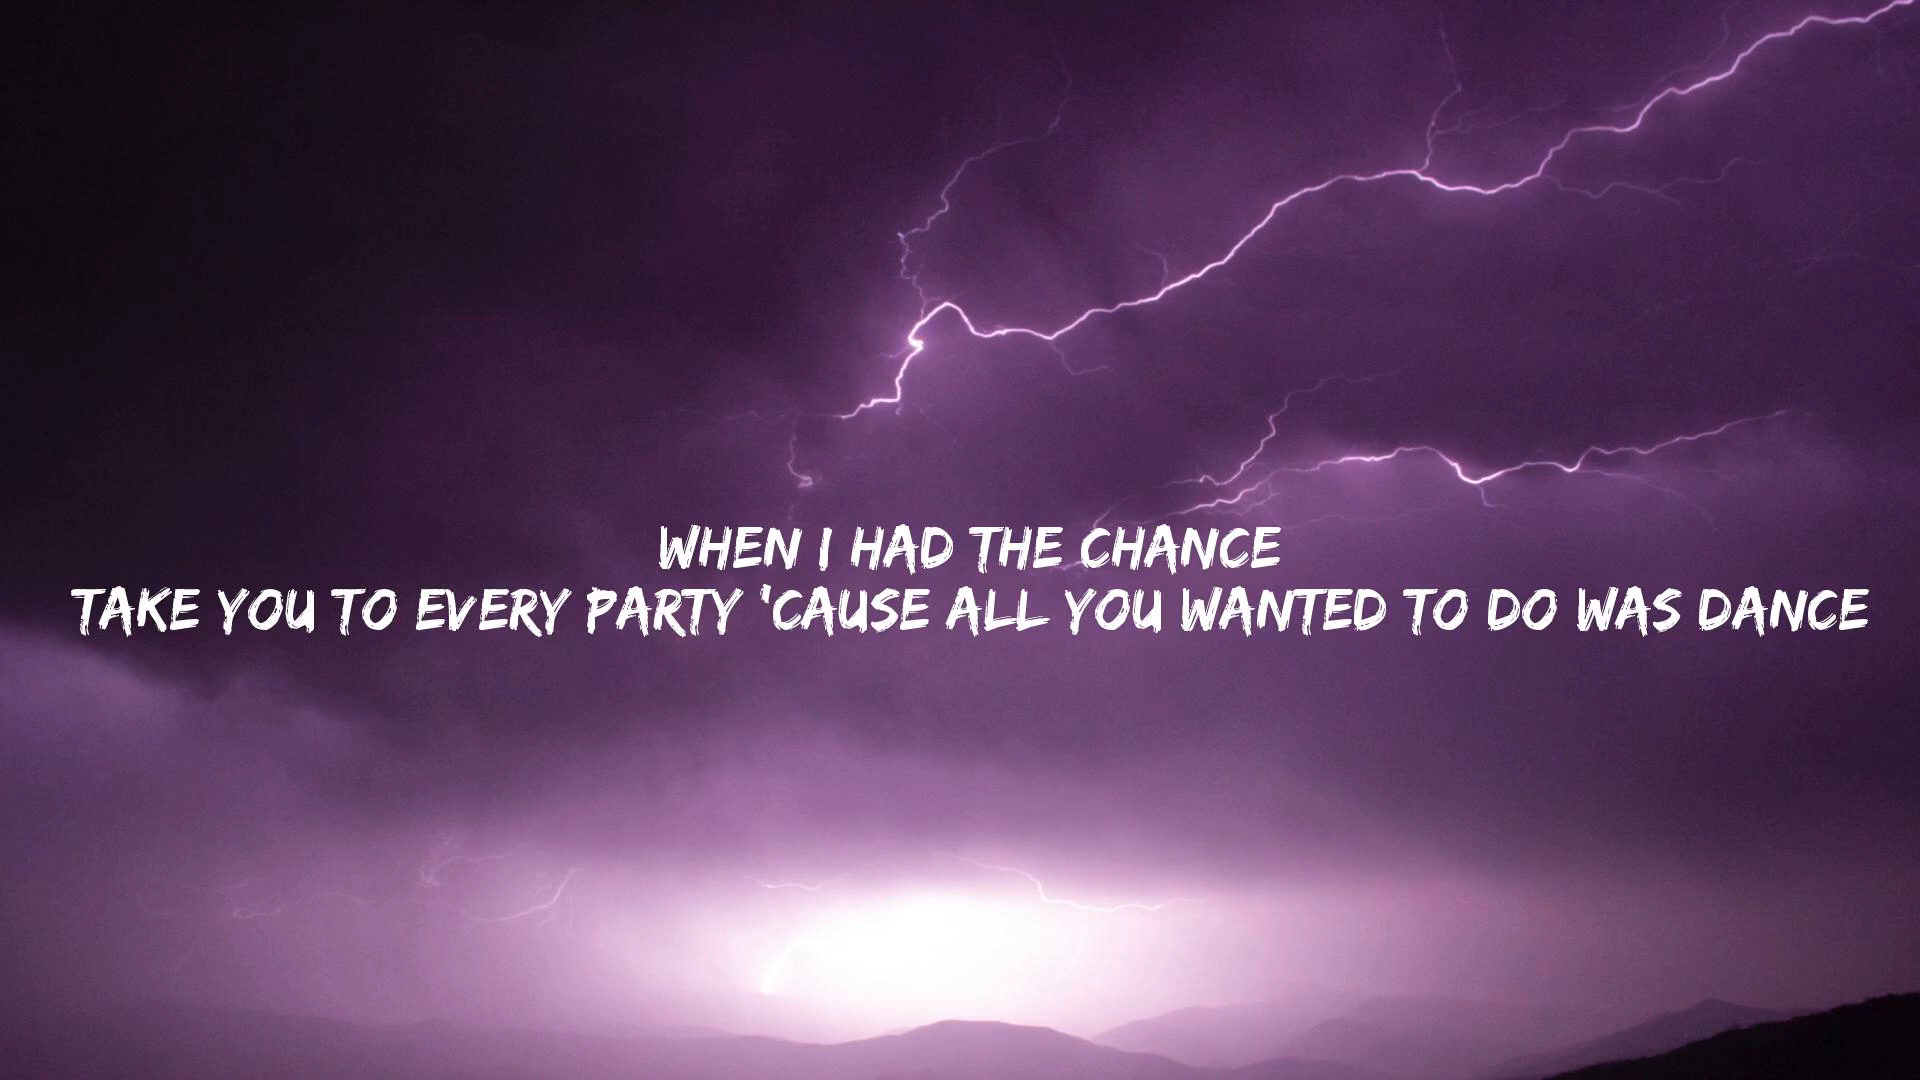 WHEN I HAD THE CHANCE
TAKE YOU TO EVERY PARTY 'CAUSE ALL YOU WANTED TO DO WAS DANCE